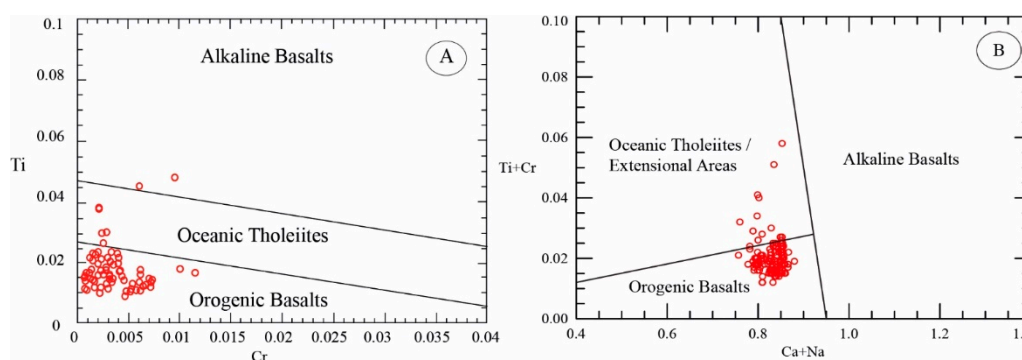 0.1
0.08
0.06
0.04
0.02
0
Ti
Alkaline Basalts
A
Oceanic Tholeiites
Orogenic Basalts
0 0.005 0.01 0.015 0.02 0.025 0.03 0.035 0.04
Cr
0.10
0.08
0.06
0.04
0.02
0.00
Ti+Cr
B
Oceanic Tholeiites /
Extensional Areas
Alkaline Basalts
Orogenic Basalts
0.4 0.6 0.8 1.0 1.2
Ca+Na